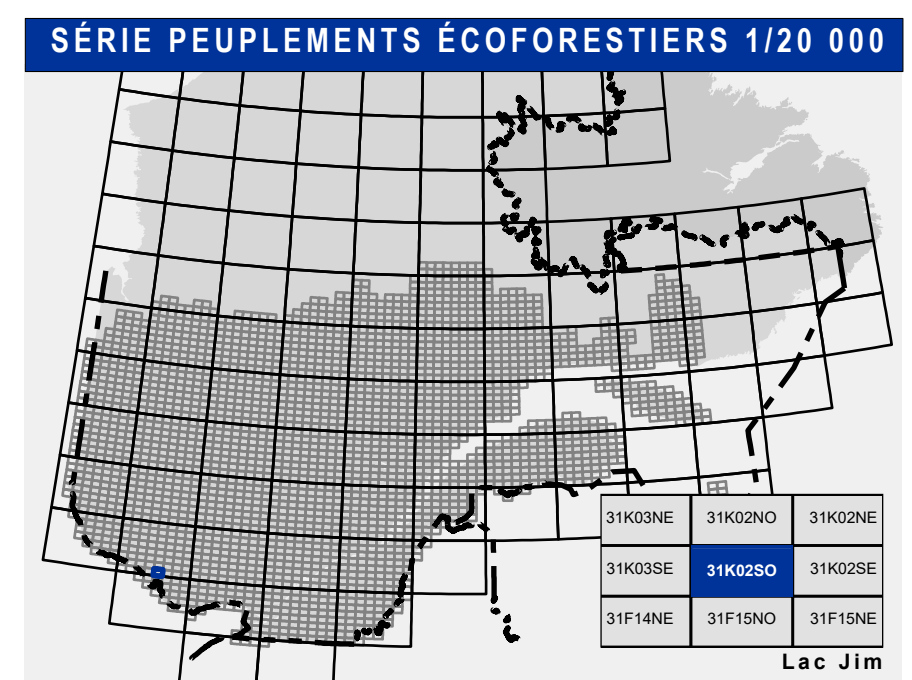 SÉRIE PEUPLEMENTS ÉCOFORESTIERS 1/20 000
31K03NE 31K02NO 31K02NE
31K03SE 31K02SO 31K02SE
31F14NE 31F15NO 31F15NE
Lac Jim